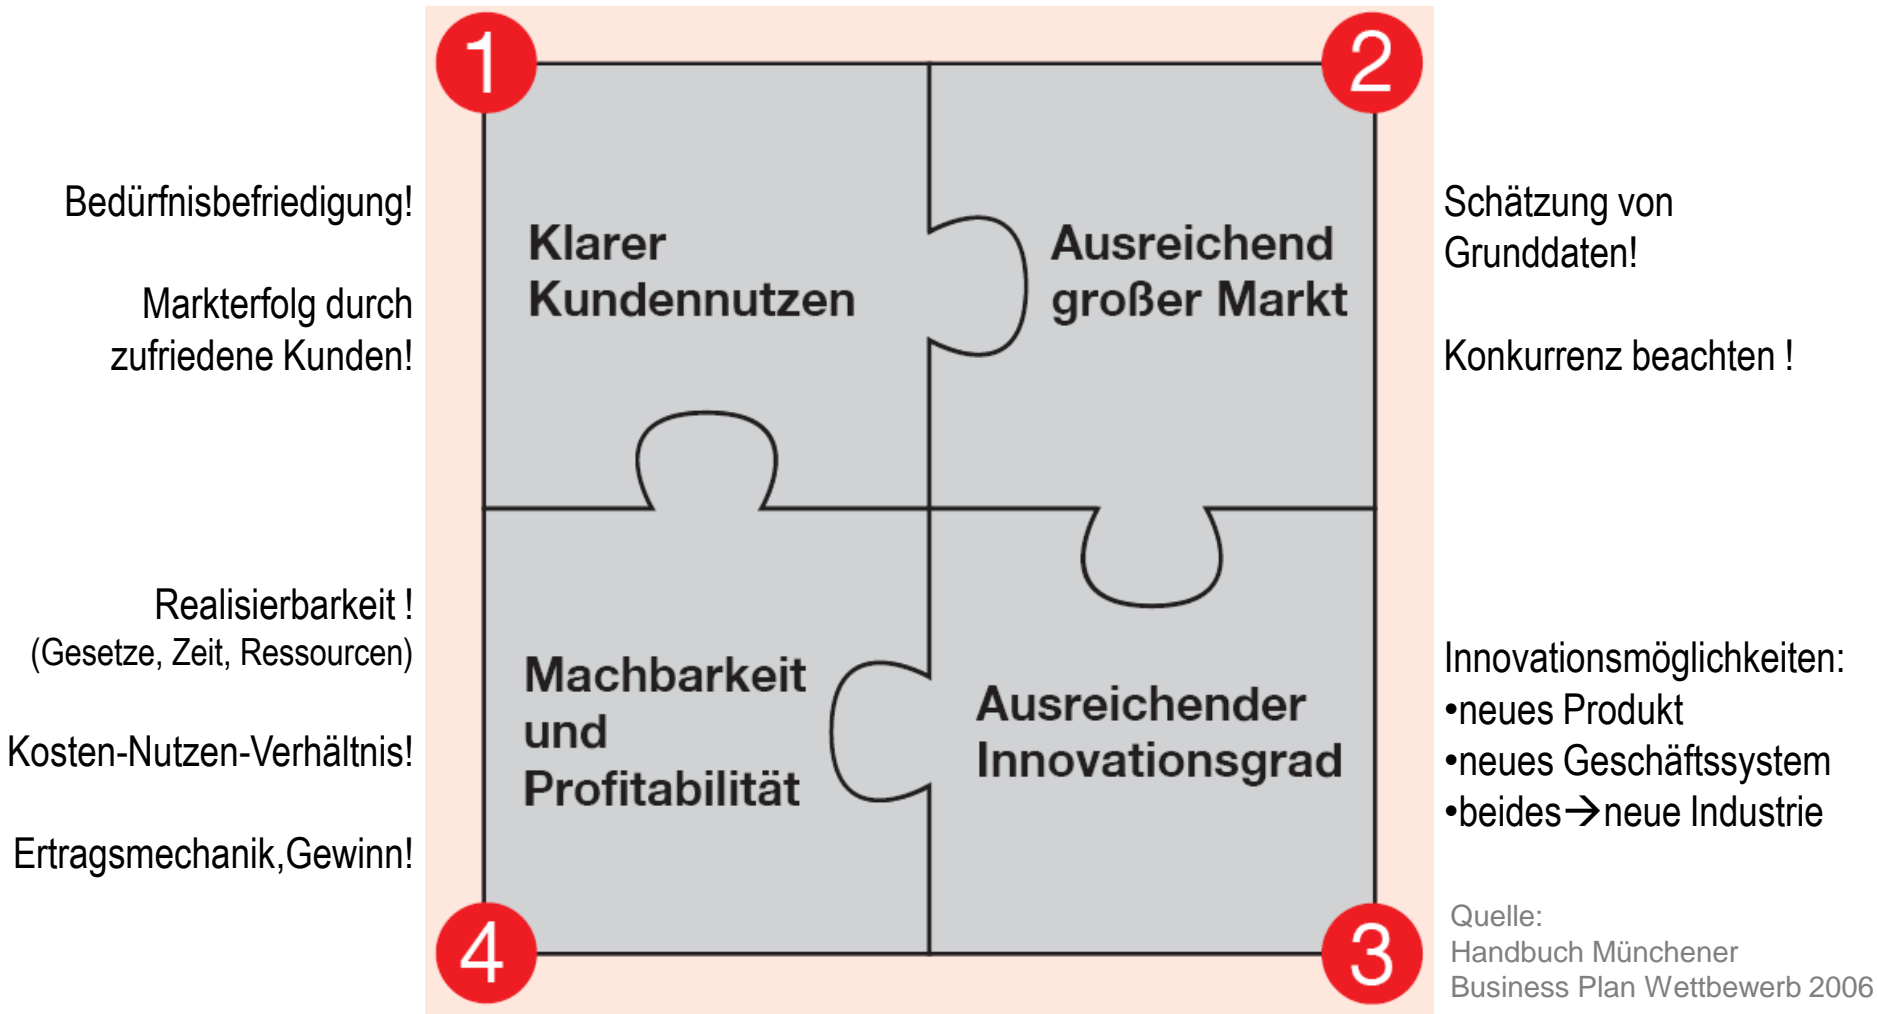 1
2
Bedürfnisbefriedigung!
Markterfolg durch
zufriedene Kunden!
Klarer
Kundennutzen
Ausreichend
großer Markt
Schätzung von
Grunddaten!
Konkurrenz beachten !
Realisierbarkeit !
(Gesetze, Zeit, Ressourcen)
Kosten-Nutzen-Verhältnis!
Ertragsmechanik,Gewinn!
Machbarkeit
und
Profitabilität
Ausreichender
Innovationsgrad
Innovationsmöglichkeiten:
•neues Produkt
•neues Geschäftssystem
•beides→neue Industrie
4
3
Quelle:
Handbuch Münchener
Business Plan Wettbewerb 2006